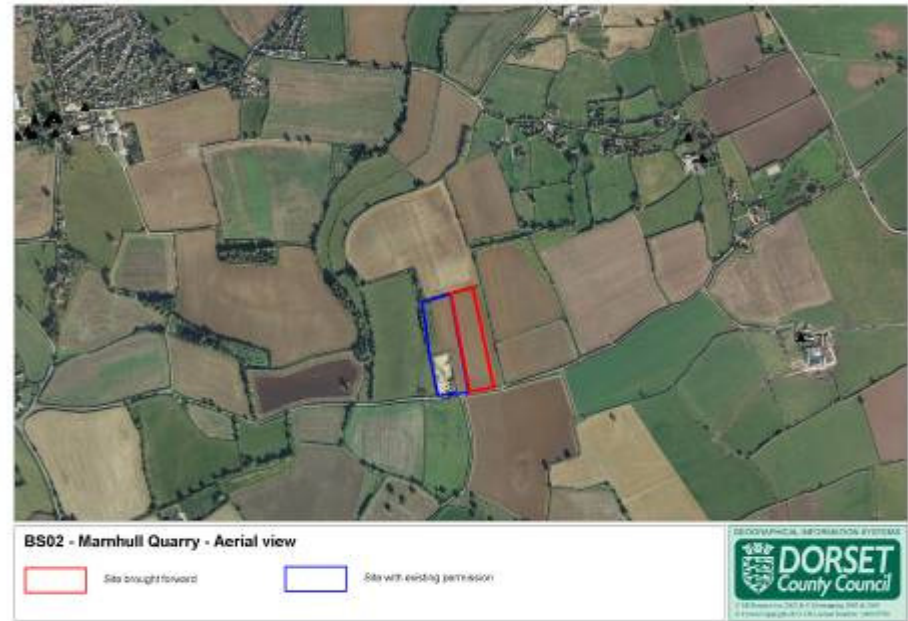 BS02 - Marnhull Quarry - Aerial view
Site brought forward
Site with existing permission
GEOGRAPHICAL INFORMATION SYSTEMS
DORSET
County Council